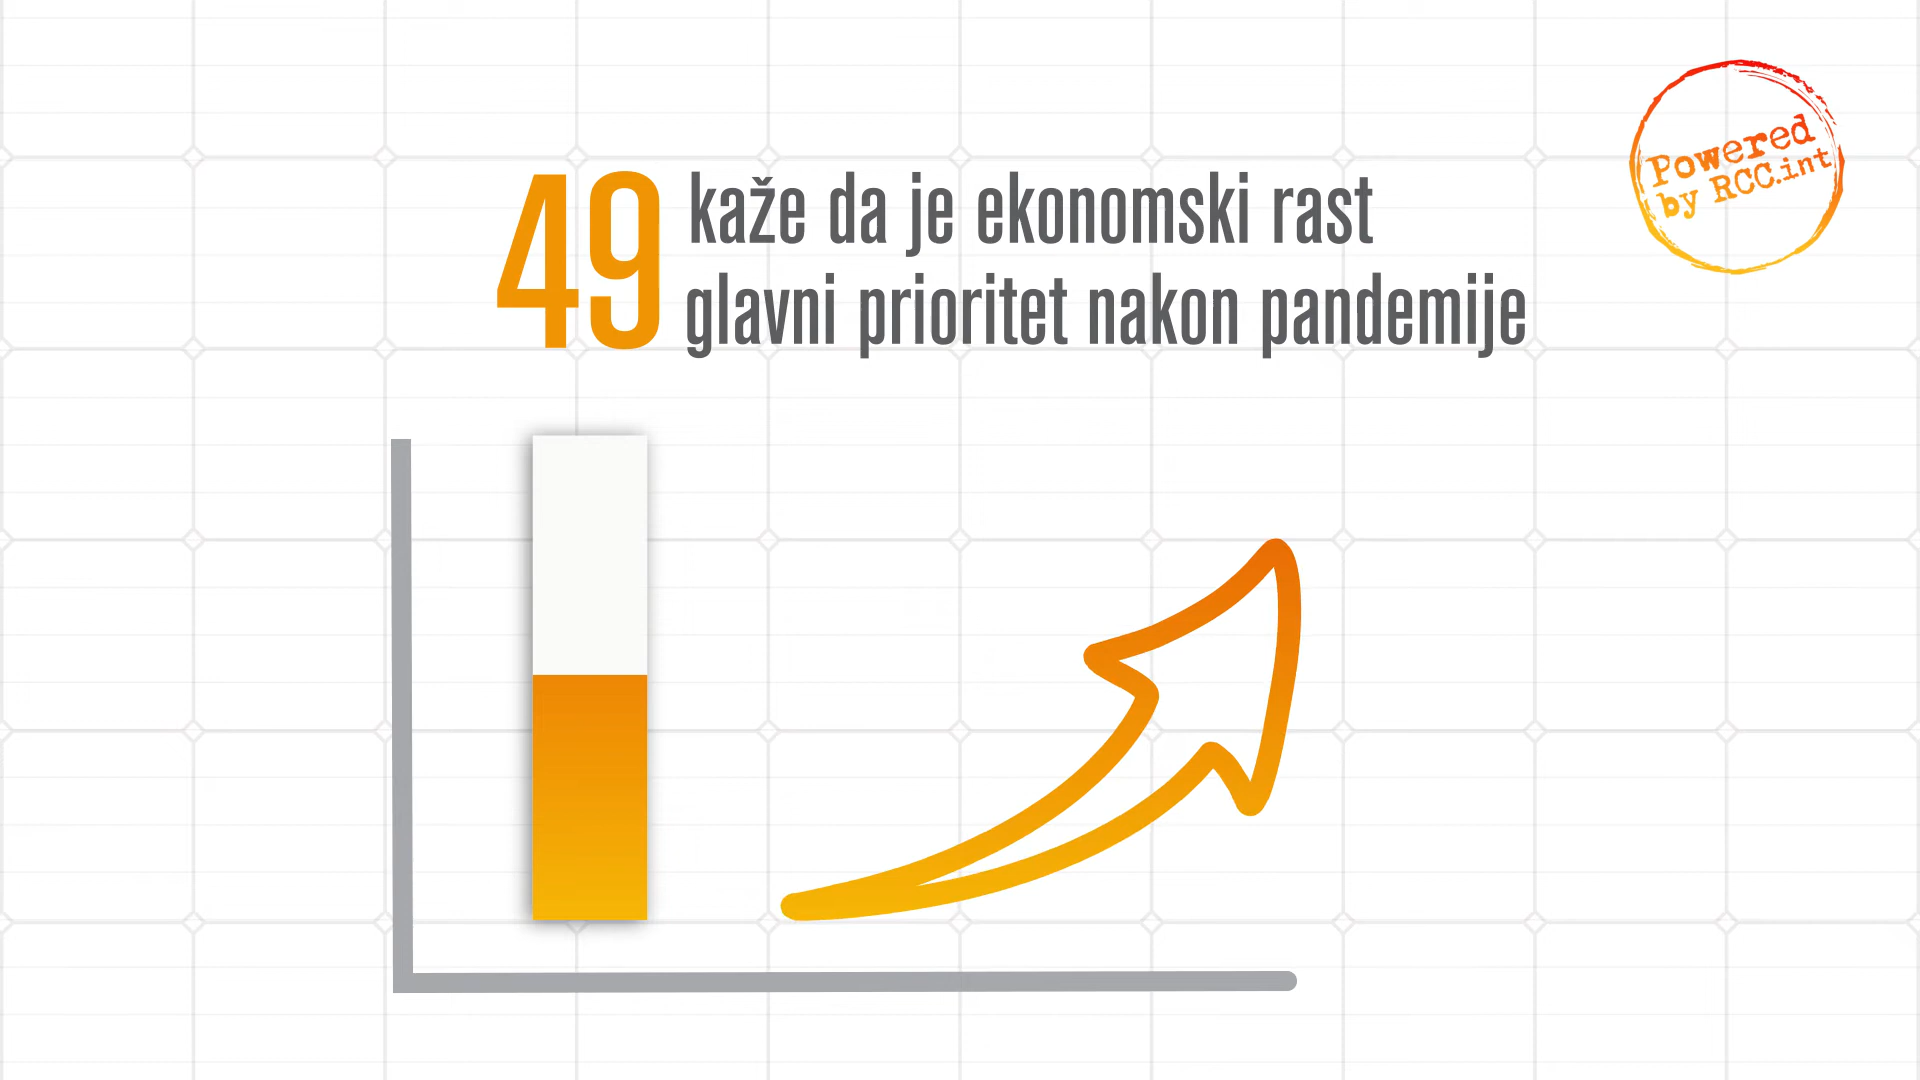 49 kaže da je ekonomski rast
glavni prioritet nakon pandemije
Powered
by RCC.int